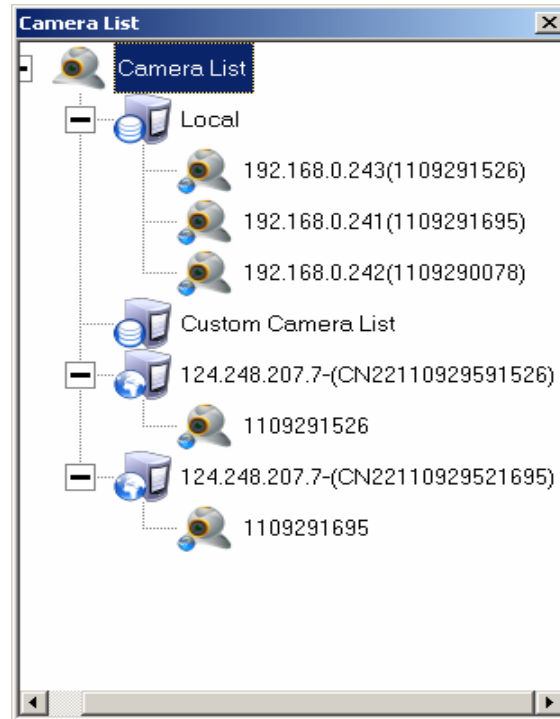 Camera List
Camera List
Local
192.168.0.243(1109291526)
192.168.0.241(1109291695)
192.168.0.242(1109290078)
Custom Camera List
124.248.207.7-(CN22110929591526)
1109291526
124.248.207.7-(CN22110929521695)
1109291695